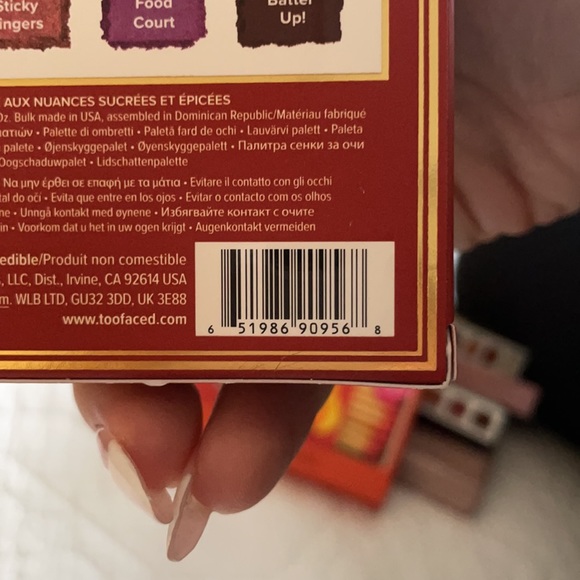 Sticky
Fingers
Food
Court
Batter
Up!
AUX NUANCES SUCRÉES ET ÉPICÉES
Oz. Bulk made in USA, assembled in Dominican Republic/Matériau fabriqué
ματιών • Palette di ombretti • Paletă fard de ochi • Lauvärvi palett • Paleta
palete • Øjenskyggepalet • Øyenskyggepalett • Палитра сенки за очи
Oogschaduwpalet • Lidschattenpalette
Να μην έρθει σε επαφή με τα μάτια • Evitare il contatto con gli occhi
tal do očí • Evita que entre en los ojos • Evitar o contacto com os olhos
ne • Unngå kontakt med øynene • Избягвайте контакт с очите
in • Voorkom dat u het in uw ogen krijgt • Augenkontakt vermeiden
edible/Produit non comestible
, LLC, Dist., Irvine, CA 92614 USA
m. WLB LTD, GU32 3DD, UK 3E88
www.toofaced.com
6 51986 90956 8